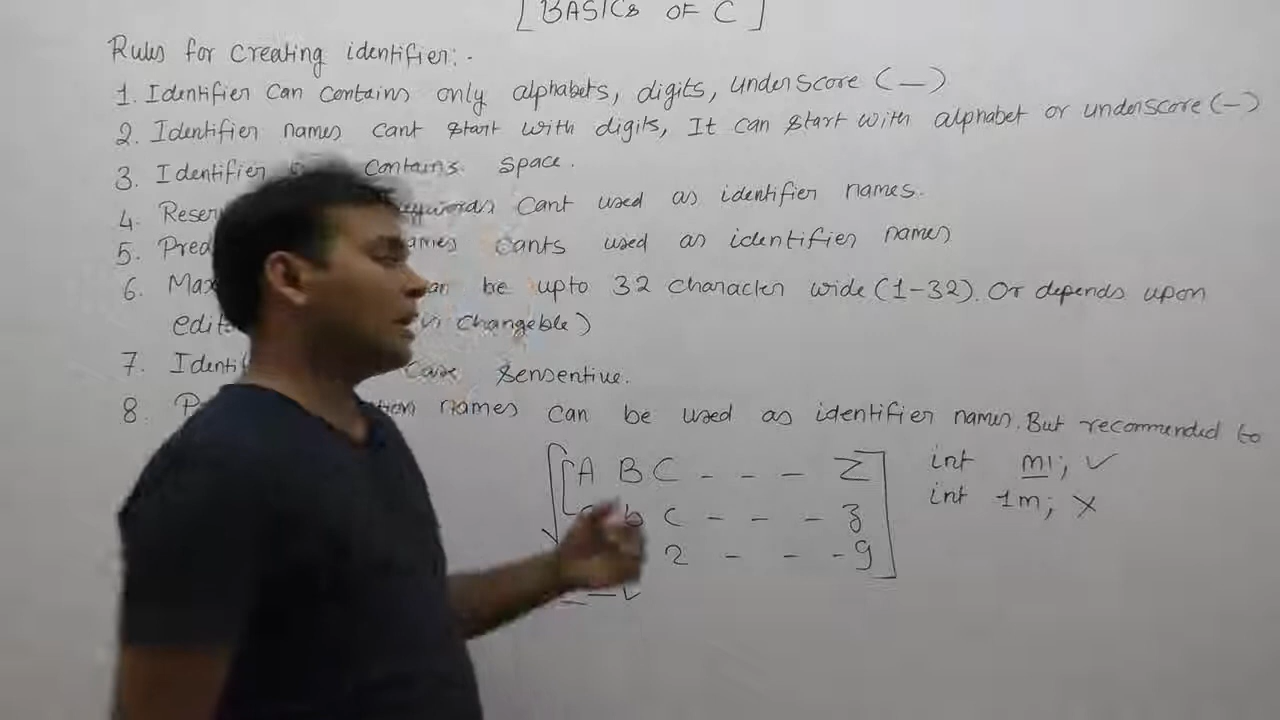 [ BASICs OF C ]
Rules for Creating identifier: -
1. Identifier Can Contains only alphabets, digits, underscore (_)
2. Identifier names cant start with digits, It can start with alphabet or underscore (-)
3. Identifier Contains space.
4. Reser keywords Cant used as identifier names.
5. Pred names cants used as identifier names
6. Max can be upto 32 character wide (1-32). Or depends upon
edit changeble)
7. Identi Case sensentive.
8. P names can be used as identifier names. But recommended to
A B C - - - Z int m1; ✓
b c - - - z int 1m; X
2 - - - 9